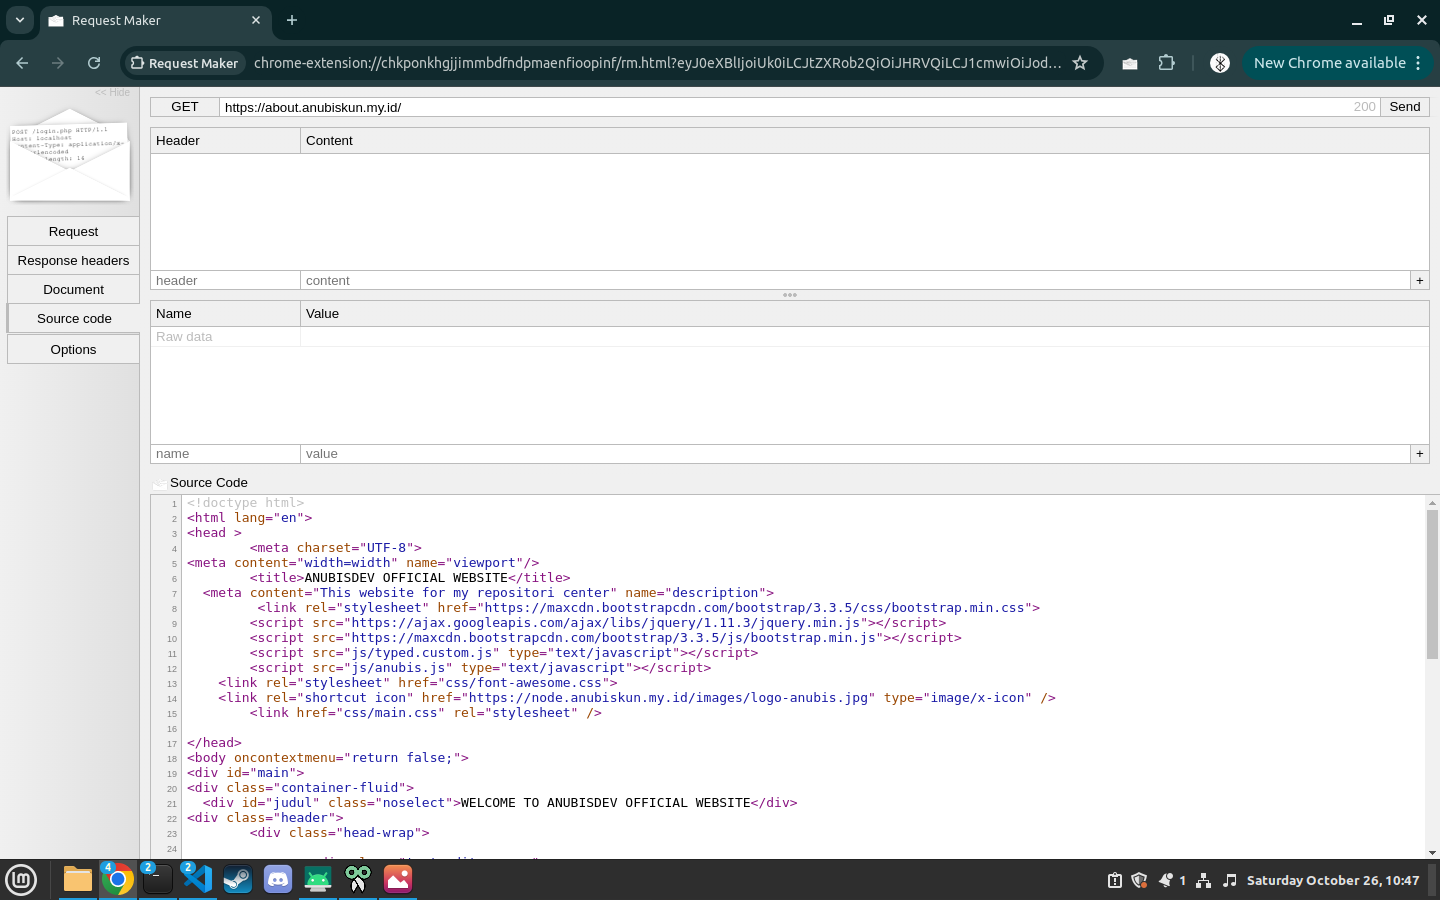 Request Maker
Request Maker
chrome-extension://chkponkhgjjimmbdfndpmaenfioopinf/rm.html?eyJ0eXBlIjoiUk0iLCJtZXRob2QiOiJHRVQiLCJ1cmwiOiJod...
New Chrome available
<< Hide
POST /login.php HTTP/1.1
Host: localhost
Request
Response headers
Document
Source code
Options
GET
https://about.anubiskun.my.id/
200
Send
Header Content
header content +
Name Value
Raw data
name value +
Source Code
1 <!doctype html>
2 <html lang="en">
3 <head >
4 <meta charset="UTF-8">
5 <meta content="width=width" name="viewport"/>
6 <title>ANUBISDEV OFFICIAL WEBSITE</title>
7 <meta content="This website for my repositori center" name="description">
8 <link rel="stylesheet" href="https://maxcdn.bootstrapcdn.com/bootstrap/3.3.5/css/bootstrap.min.css">
9 <script src="https://ajax.googleapis.com/ajax/libs/jquery/1.11.3/jquery.min.js"></script>
10 <script src="https://maxcdn.bootstrapcdn.com/bootstrap/3.3.5/js/bootstrap.min.js"></script>
11 <script src="js/typed.custom.js" type="text/javascript"></script>
12 <script src="js/anubis.js" type="text/javascript"></script>
13 <link rel="stylesheet" href="css/font-awesome.css">
14 <link rel="shortcut icon" href="https://node.anubiskun.my.id/images/logo-anubis.jpg" type="image/x-icon" />
15 <link href="css/main.css" rel="stylesheet" />
16
17 </head>
18 <body oncontextmenu="return false;">
19 <div id="main">
20 <div class="container-fluid">
21 <div id="judul" class="noselect">WELCOME TO ANUBISDEV OFFICIAL WEBSITE</div>
22 <div class="header">
23 <div class="head-wrap">
24
4
2
2
1
Saturday October 26, 10:47